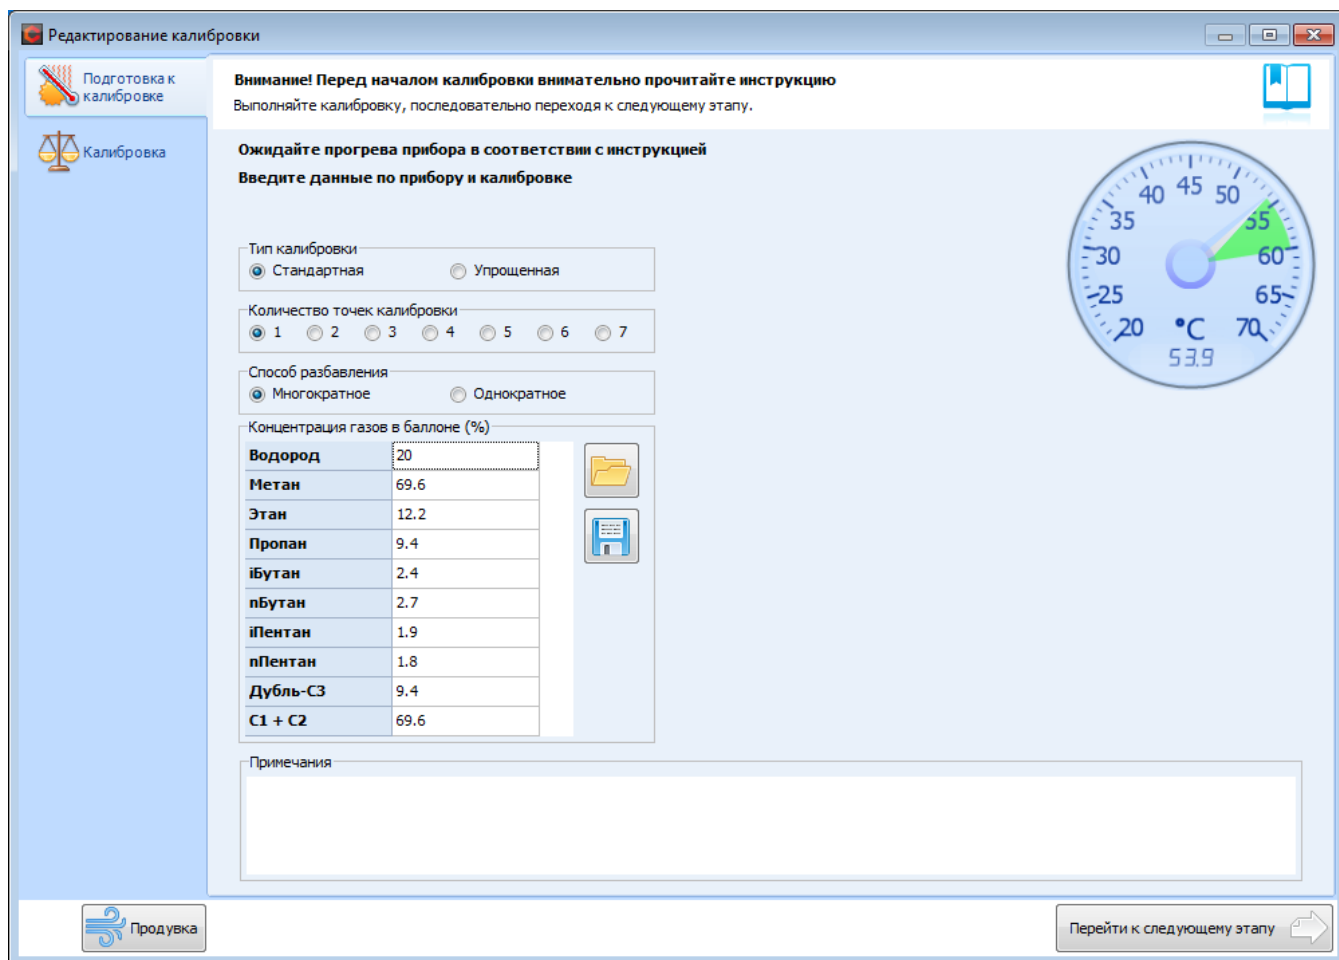 Редактирование калибровки
Подготовка к
калибровке
Калибровка
Внимание! Перед началом калибровки внимательно прочитайте инструкцию
Выполняйте калибровку, последовательно переходя к следующему этапу.
Ожидайте прогрева прибора в соответствии с инструкцией
Введите данные по прибору и калибровке
20 25 30 35 40 45 50 55 60 65 70
°C
53.9
Тип калибровки
Стандартная Упрощенная
Количество точек калибровки
1 2 3 4 5 6 7
Способ разбавления
Многократное Однократное
Концентрация газов в баллоне (%)
Водород 20
Метан 69.6
Этан 12.2
Пропан 9.4
iБутан 2.4
nБутан 2.7
iПентан 1.9
nПентан 1.8
Дубль-C3 9.4
C1 + C2 69.6
Примечания
Продувка
Перейти к следующему этапу